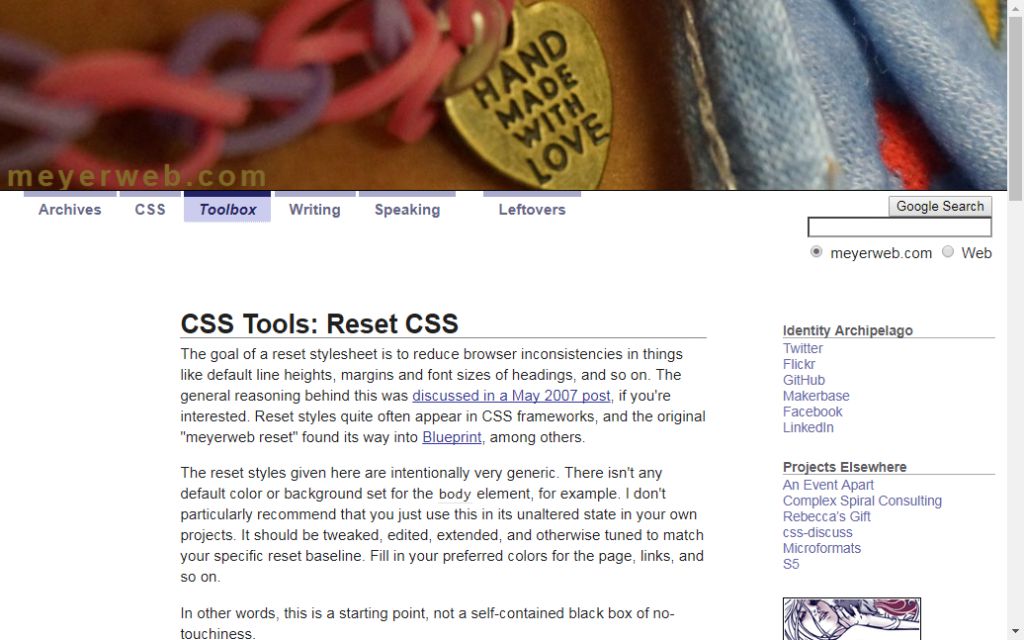 HAND
MADE
WITH
LOVE
meyerweb.com
Archives CSS Toolbox Writing Speaking Leftovers
Google Search
meyerweb.com Web
CSS Tools: Reset CSS
The goal of a reset stylesheet is to reduce browser inconsistencies in things
like default line heights, margins and font sizes of headings, and so on. The
general reasoning behind this was discussed in a May 2007 post, if you're
interested. Reset styles quite often appear in CSS frameworks, and the original
"meyerweb reset" found its way into Blueprint, among others.
The reset styles given here are intentionally very generic. There isn't any
default color or background set for the body element, for example. I don't
particularly recommend that you just use this in its unaltered state in your own
projects. It should be tweaked, edited, extended, and otherwise tuned to match
your specific reset baseline. Fill in your preferred colors for the page, links, and
so on.
In other words, this is a starting point, not a self-contained black box of no-
touchiness.
Identity Archipelago
Twitter
Flickr
GitHub
Makerbase
Facebook
LinkedIn
Projects Elsewhere
An Event Apart
Complex Spiral Consulting
Rebecca's Gift
css-discuss
Microformats
S5